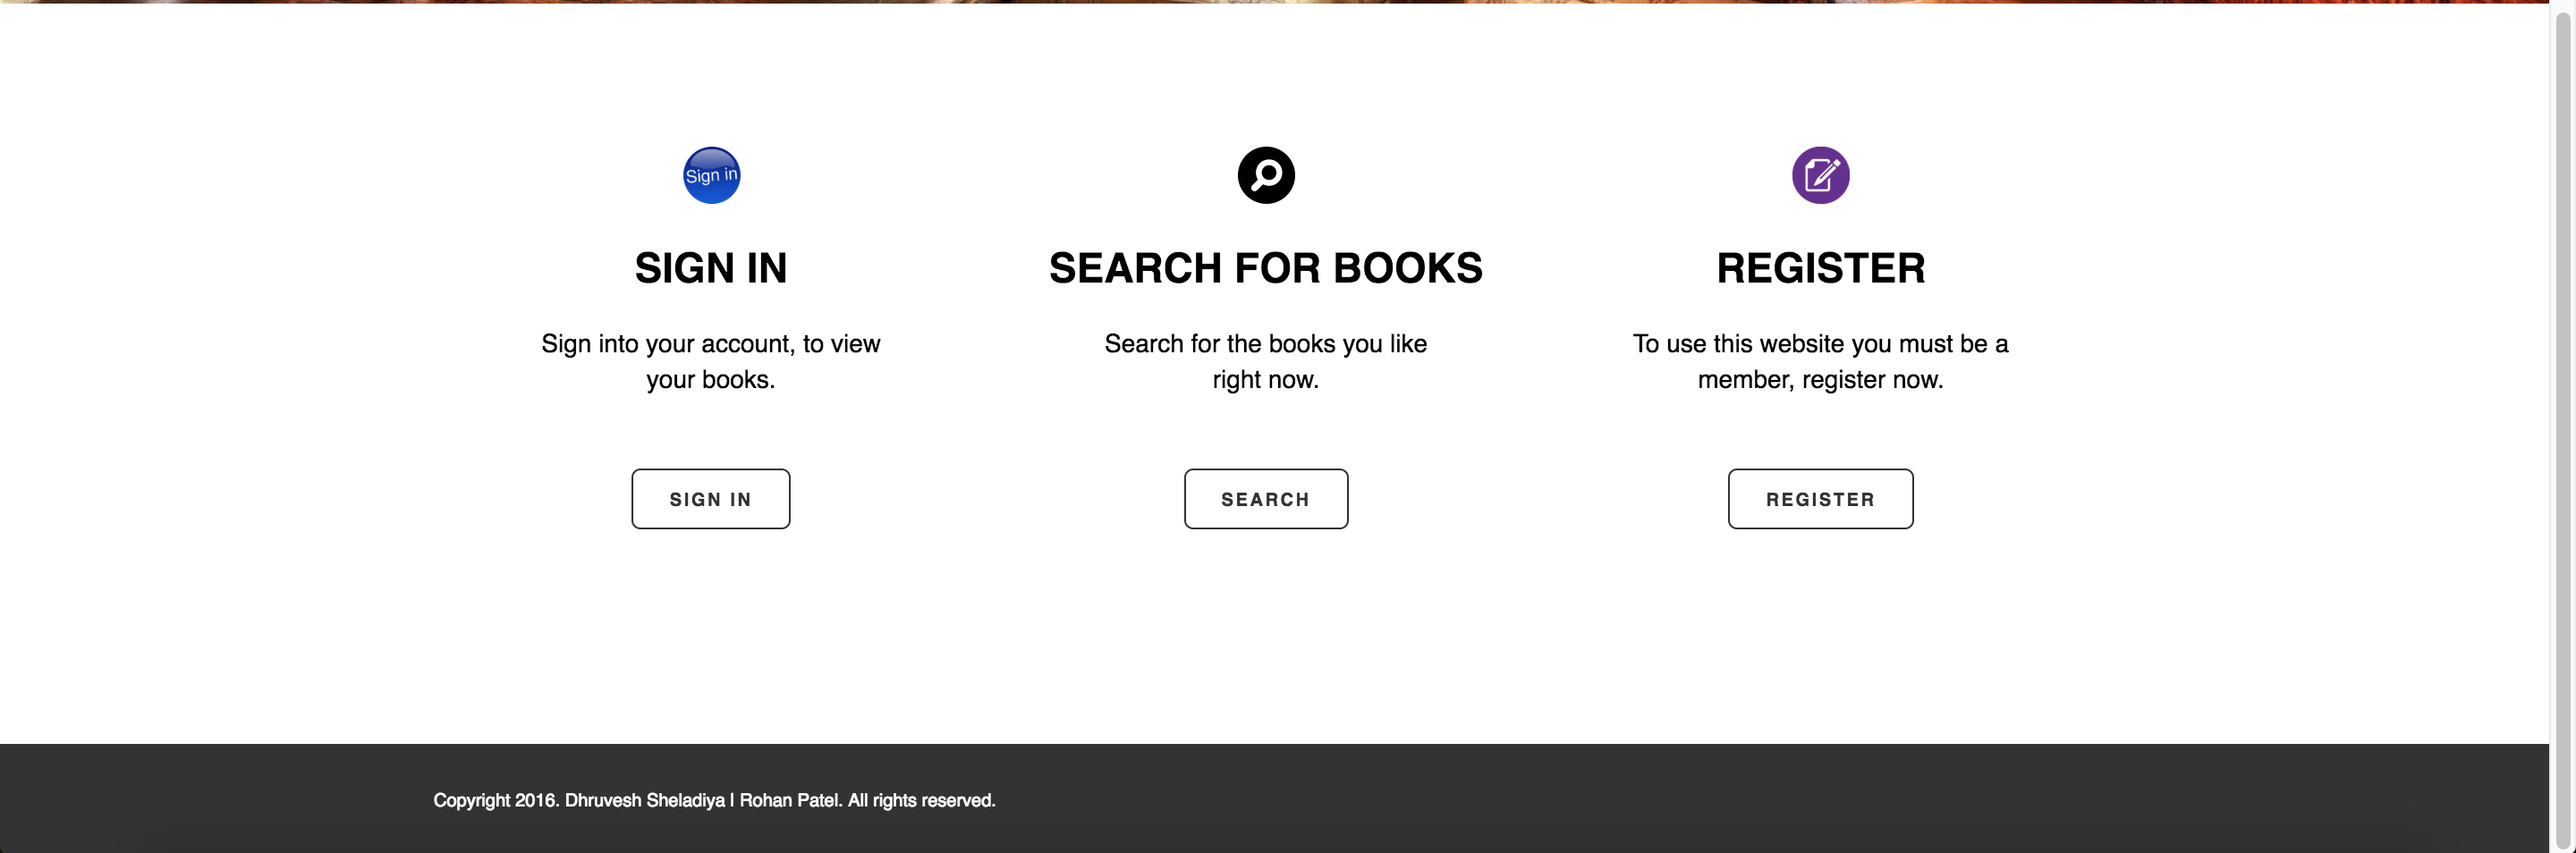 Sign in
SIGN IN
Sign into your account, to view
your books.
SIGN IN
SEARCH FOR BOOKS
Search for the books you like
right now.
SEARCH
REGISTER
To use this website you must be a
member, register now.
REGISTER
Copyright 2016. Dhruvesh Sheladiya | Rohan Patel. All rights reserved.